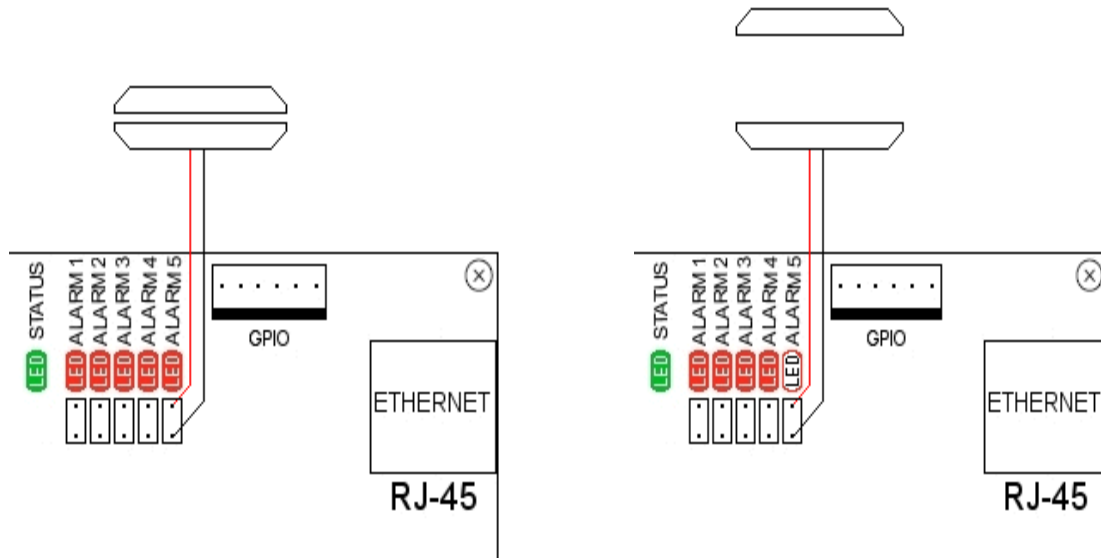 STATUS
ALARM 1
ALARM 2
ALARM 3
ALARM 4
ALARM 5
LED
LED
LED
LED
LED
LED
GPIO
ETHERNET
RJ-45
STATUS
ALARM 1
ALARM 2
ALARM 3
ALARM 4
ALARM 5
LED
LED
LED
LED
LED
LED
GPIO
ETHERNET
RJ-45